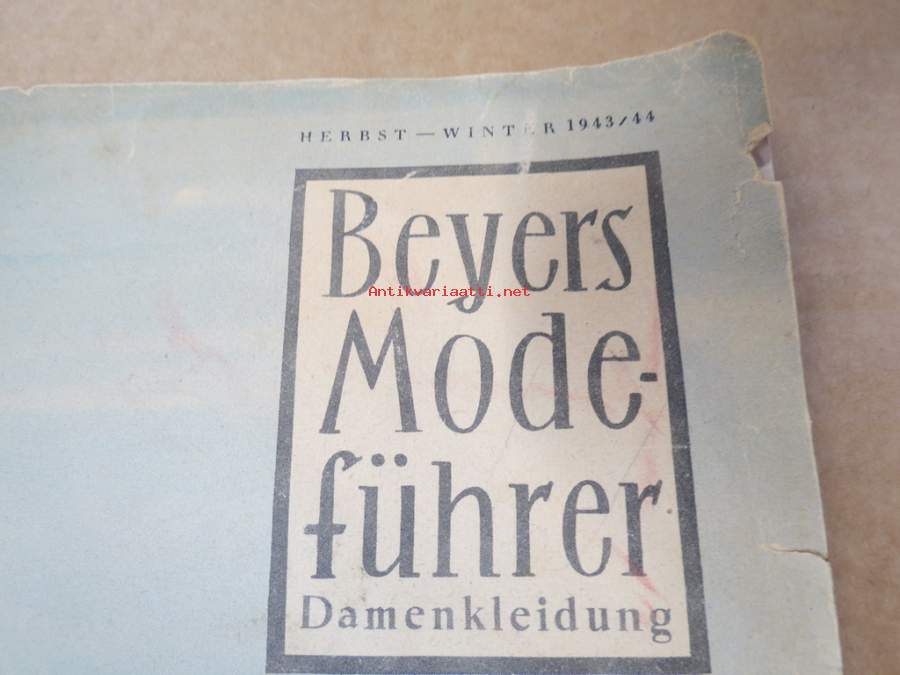 HERBST — WINTER 1943/44
Beyers
Antikvariaatti.net
Mode-
führer
Damenkleidung